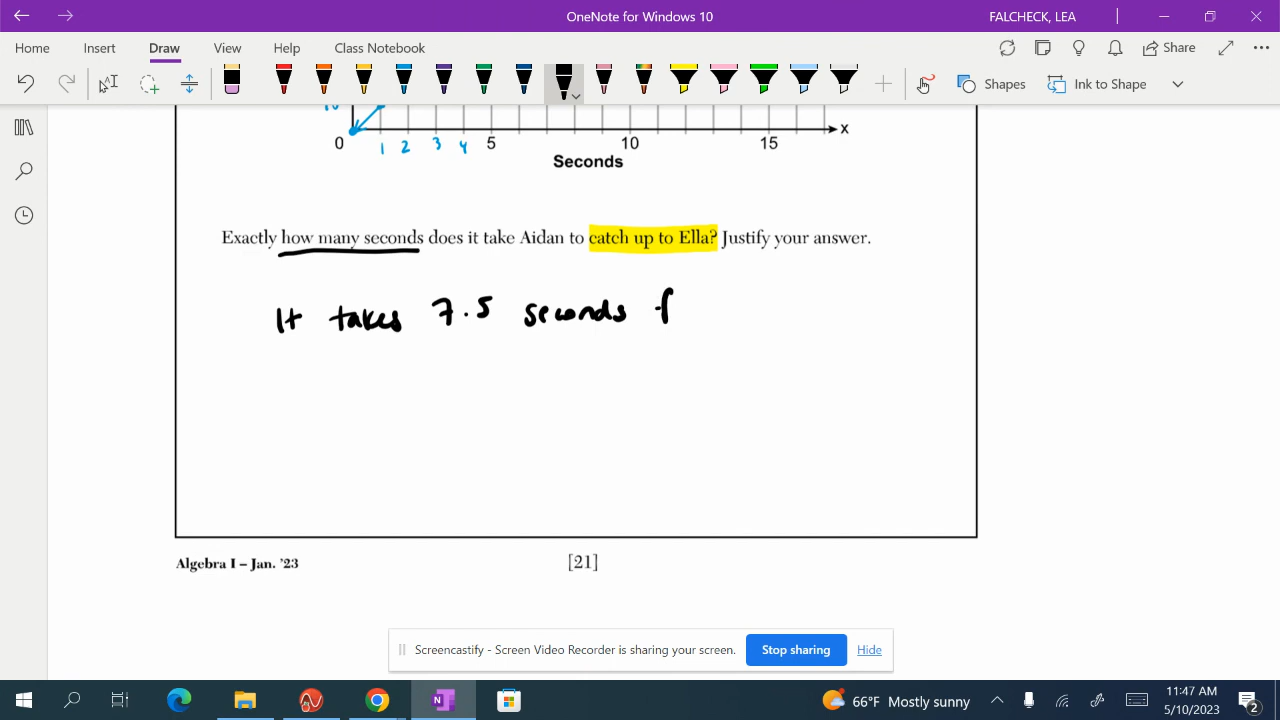 OneNote for Windows 10
FALCHECK, LEA
Home Insert Draw View Help Class Notebook
Share
Shapes
Ink to Shape
x
0 1 2 3 4 5 10 15
Seconds
Exactly how many seconds does it take Aidan to catch up to Ella? Justify your answer.
It takes 7.5 seconds f
Algebra I – Jan. ’23
[21]
Screencastify - Screen Video Recorder is sharing your screen.
Stop sharing
Hide
66°F Mostly sunny
11:47 AM
5/10/2023
2